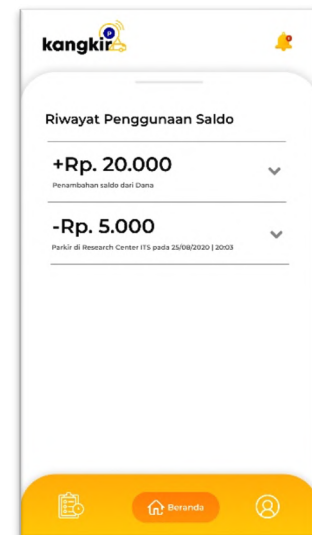 kangkir
P
Riwayat Penggunaan Saldo
+Rp. 20.000
Penambahan saldo dari Dana
-Rp. 5.000
Parkir di Research Center ITS pada 25/08/2020 | 20:03
Beranda